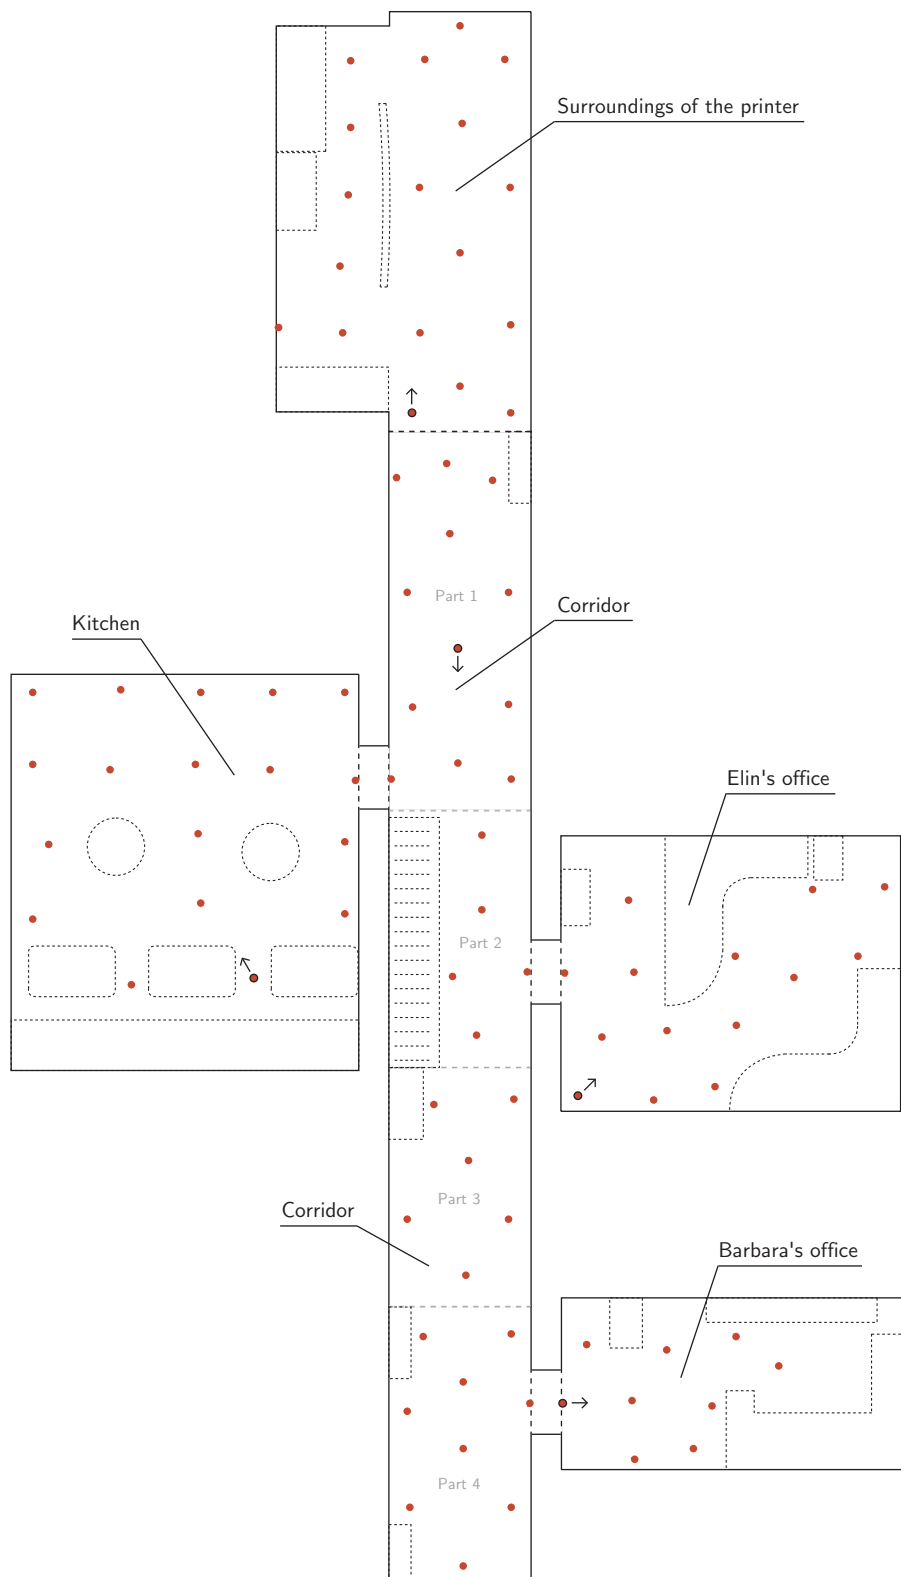 Surroundings of the printer
Part 1
Corridor
Kitchen
Elin's office
Part 2
Part 3
Corridor
Barbara's office
Part 4